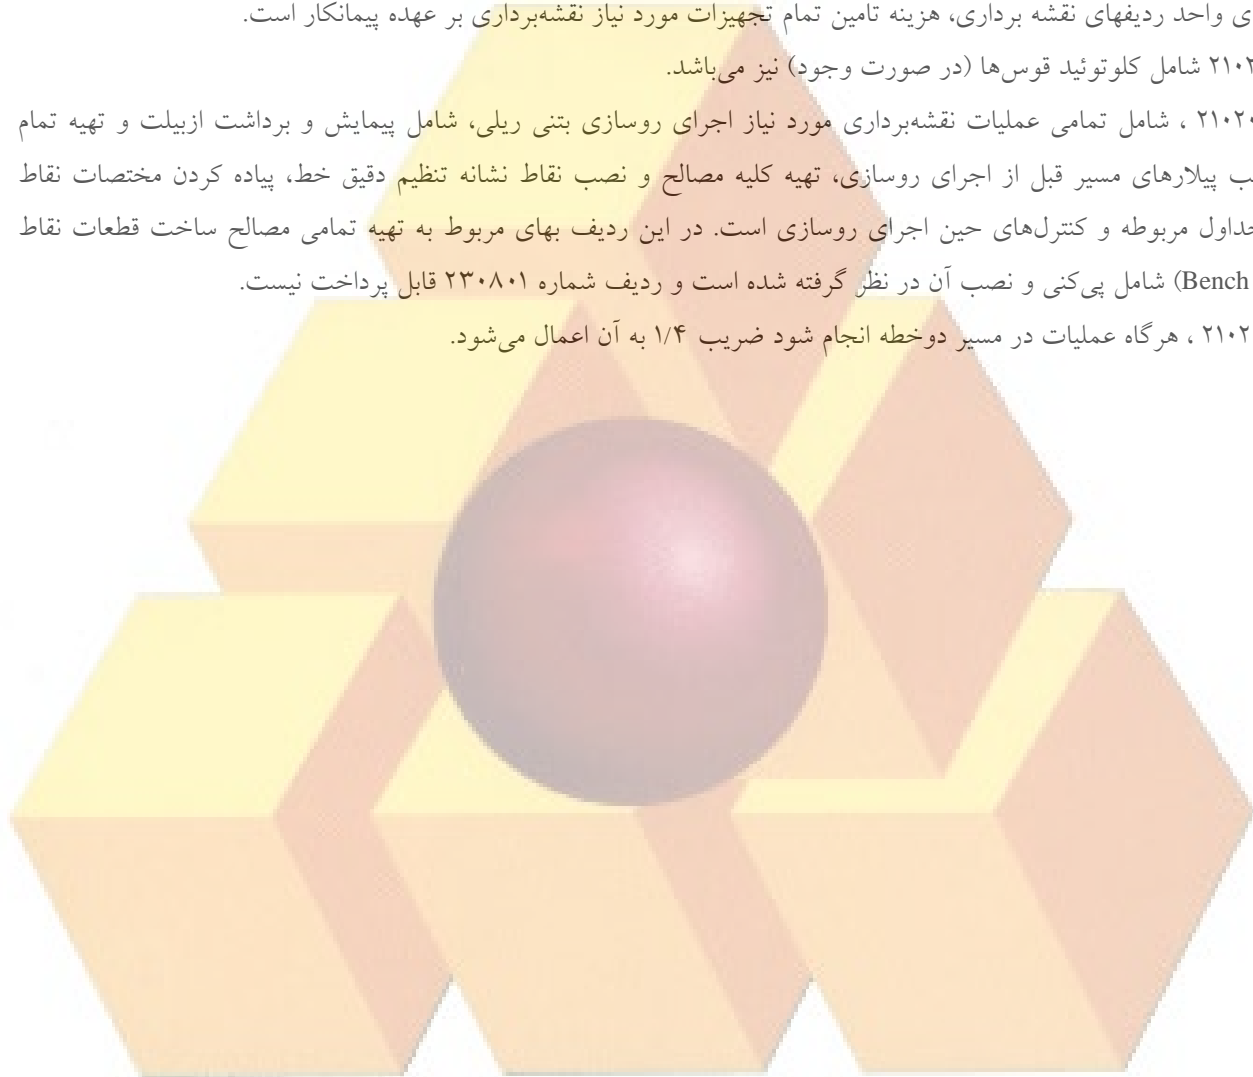 ی واحد ردیفهای نقشه برداری، هزینه تامین تمام تجهیزات مورد نیاز نقشه‌برداری بر عهده پیمانکار است.
شامل کلوتوئید قوس‌ها (در صورت وجود) نیز می‌باشد.
، شامل تمامی عملیات نقشه‌برداری مورد نیاز اجرای روسازی بتنی ریلی، شامل پیمایش و برداشت ازبیلت و تهیه تمام
ب پیلارهای مسیر قبل از اجرای روسازی، تهیه کلیه مصالح و نصب نقاط نشانه تنظیم دقیق خط، پیاده کردن مختصات نقاط
جداول مربوطه و کنترل‌های حین اجرای روسازی است. در این ردیف بهای مربوط به تهیه تمامی مصالح ساخت قطعات نقاط
Bench) شامل پی‌کنی و نصب آن در نظر گرفته شده است و ردیف شماره ۲۳۰۸۰۱ قابل پرداخت نیست.
۲۱۰۲ ، هرگاه عملیات در مسیر دوخطه انجام شود ضریب ۱/۴ به آن اعمال می‌شود.